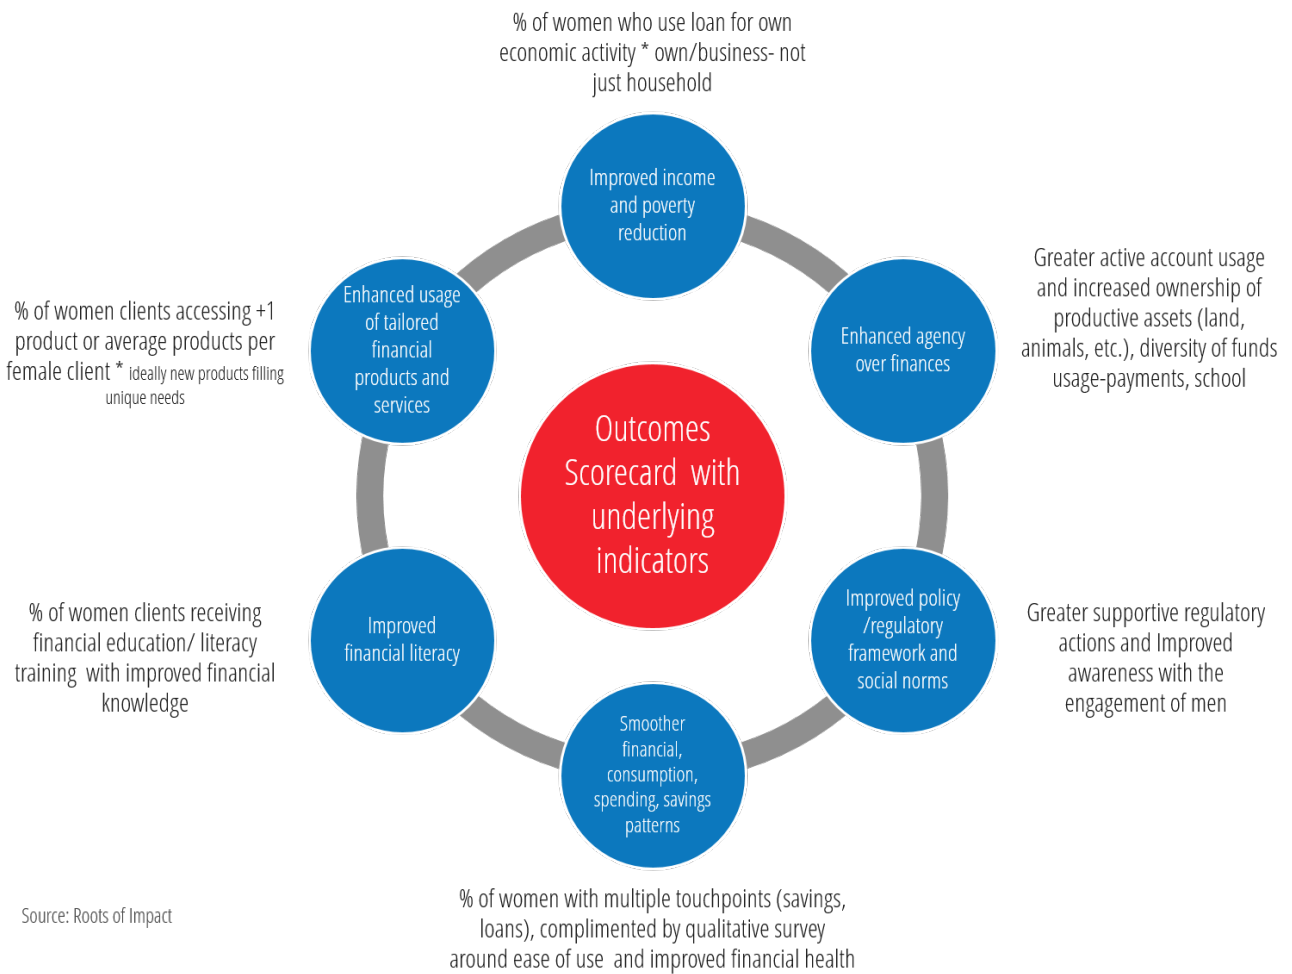 % of women who use loan for own
economic activity * own/business- not
just household
Improved income
and poverty
reduction
Greater active account usage
and increased ownership of
productive assets (land,
animals, etc.), diversity of funds
usage-payments, school
Enhanced agency
over finances
Enhanced usage
of tailored
financial
products and
services
% of women clients accessing +1
product or average products per
female client * ideally new products filling
unique needs
Outcomes
Scorecard  with
underlying
indicators
% of women clients receiving
financial education/ literacy
training  with improved financial
knowledge
Improved
financial literacy
Improved policy
/regulatory
framework and
social norms
Greater supportive regulatory
actions and Improved
awareness with the
engagement of men
Smoother
financial,
consumption,
spending, savings
patterns
% of women with multiple touchpoints (savings,
loans), complimented by qualitative survey
around ease of use  and improved financial health
Source: Roots of Impact